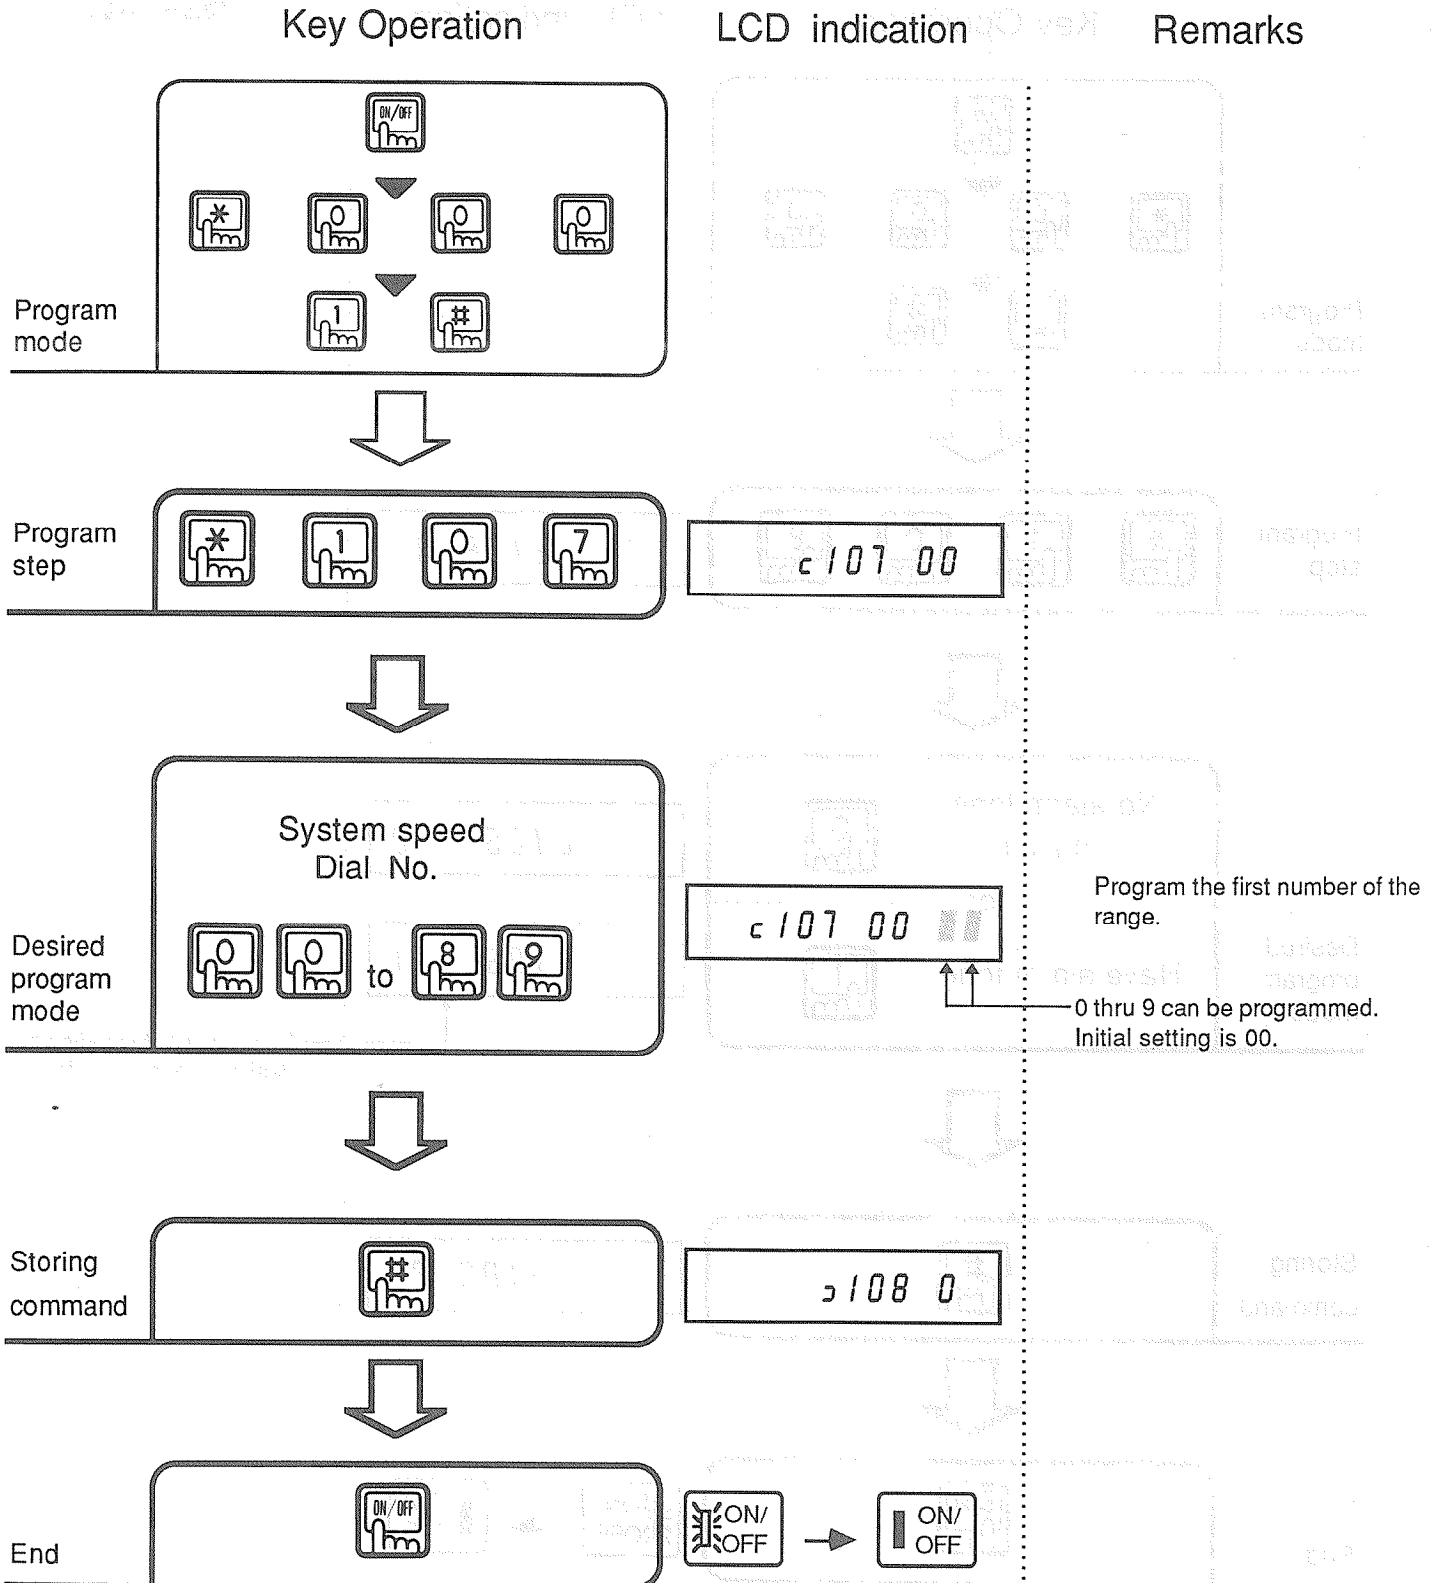 Key Operation LCD indication Remarks
ON/OFF
* 0 0 0
1 #
Program
mode
Program
step
* 1 0 7
c107 00
System speed
Dial No.
0 0 to 8 9
Desired
program
mode
c107 00
Program the first number of the
range.
0 thru 9 can be programmed.
Initial setting is 00.
Storing
command
#
ɔ108 0
End
ON/OFF
ON/
OFF
ON/
OFF